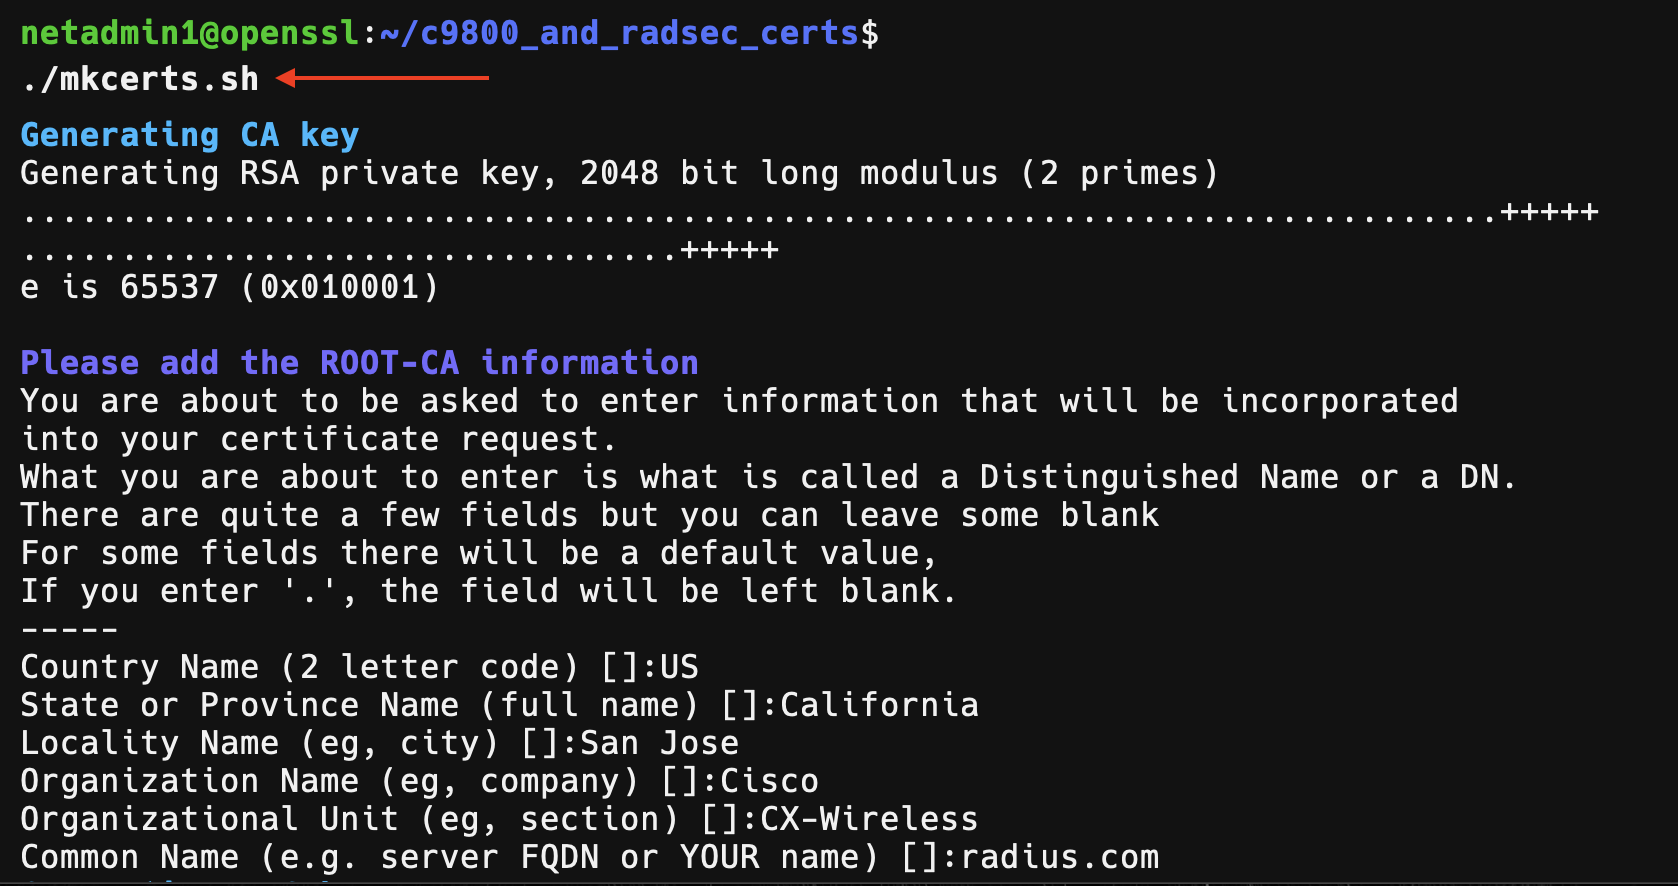 netadmin1@openssl:~/c9800_and_radsec_certs$
./mkcerts.sh
Generating CA key
Generating RSA private key, 2048 bit long modulus (2 primes)
..........................................................................+++++
.................................+++++
e is 65537 (0x010001)
Please add the ROOT-CA information
You are about to be asked to enter information that will be incorporated
into your certificate request.
What you are about to enter is what is called a Distinguished Name or a DN.
There are quite a few fields but you can leave some blank
For some fields there will be a default value,
If you enter '.', the field will be left blank.
-----
Country Name (2 letter code) []:US
State or Province Name (full name) []:California
Locality Name (eg, city) []:San Jose
Organization Name (eg, company) []:Cisco
Organizational Unit (eg, section) []:CX-Wireless
Common Name (e.g. server FQDN or YOUR name) []:radius.com